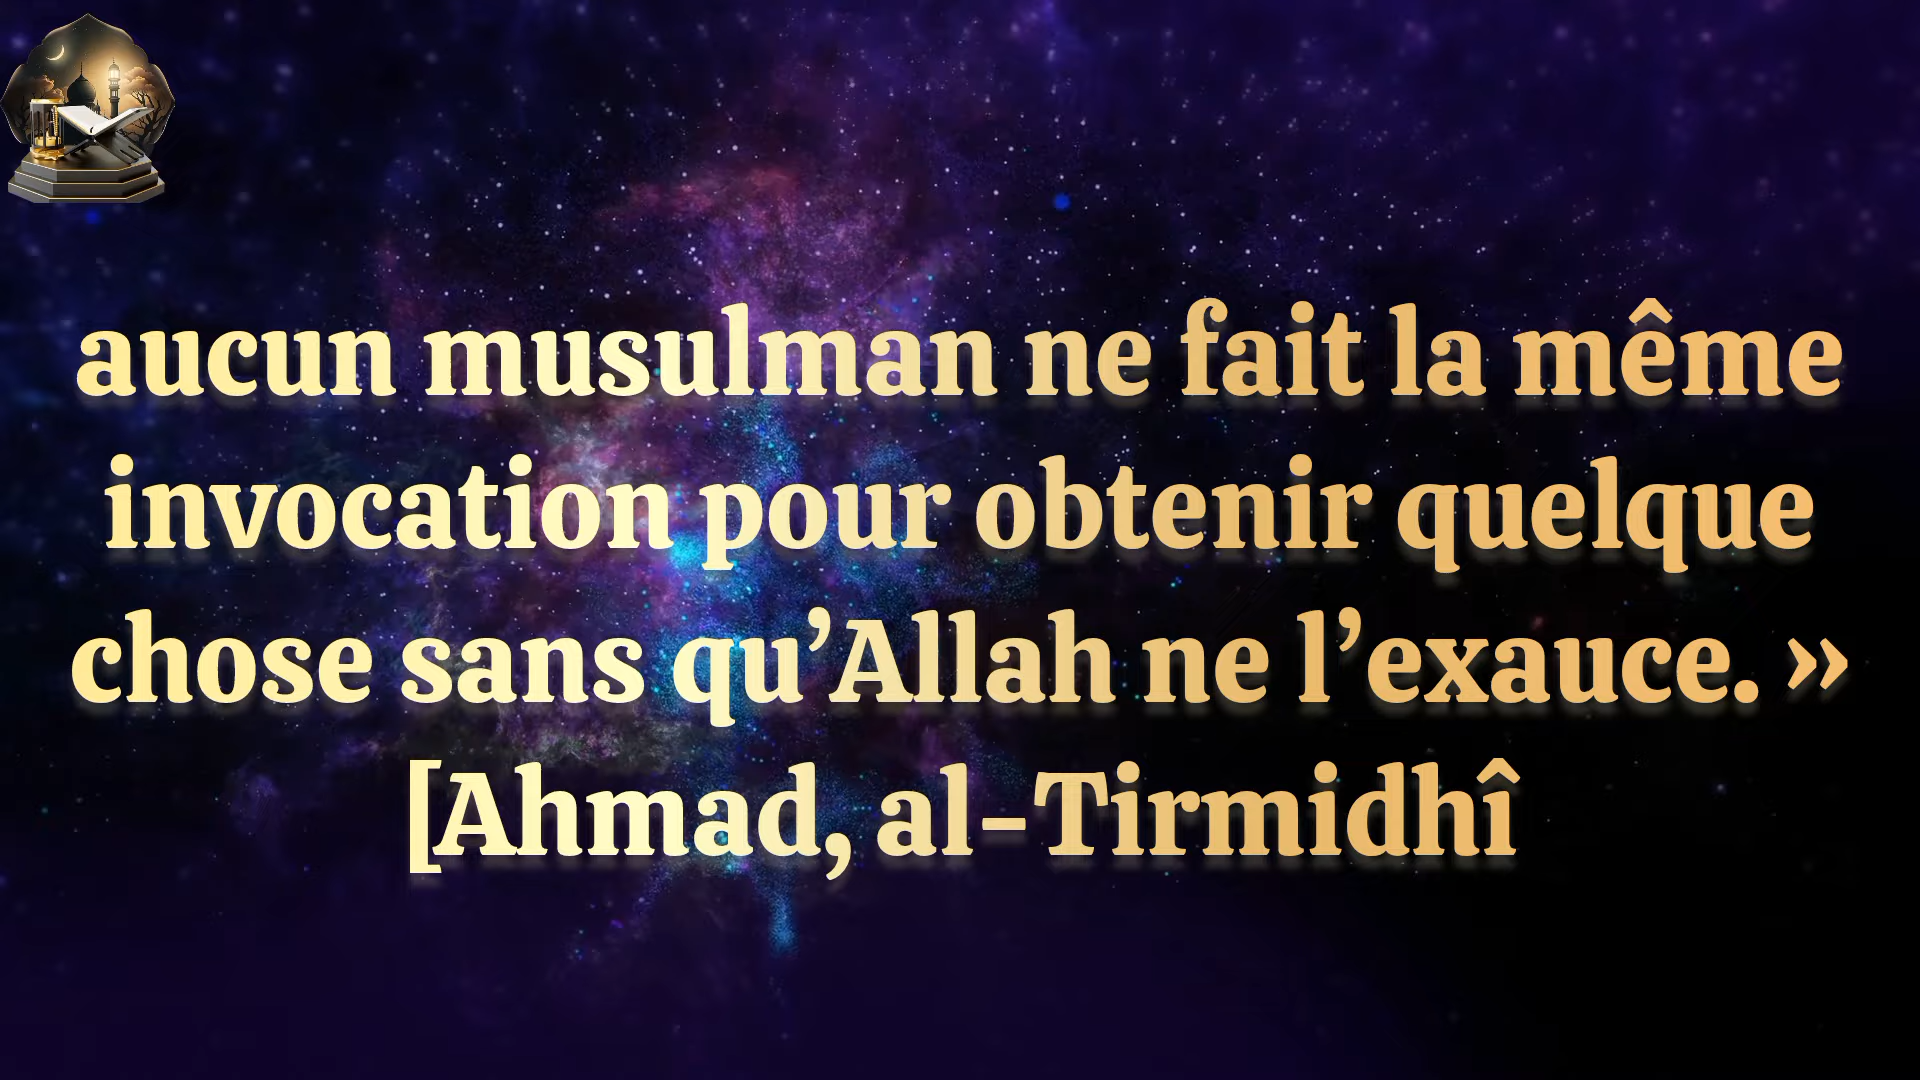 aucun musulman ne fait la même
invocation pour obtenir quelque
chose sans qu’Allah ne l’exauce. »
[Ahmad, al-Tirmidhî